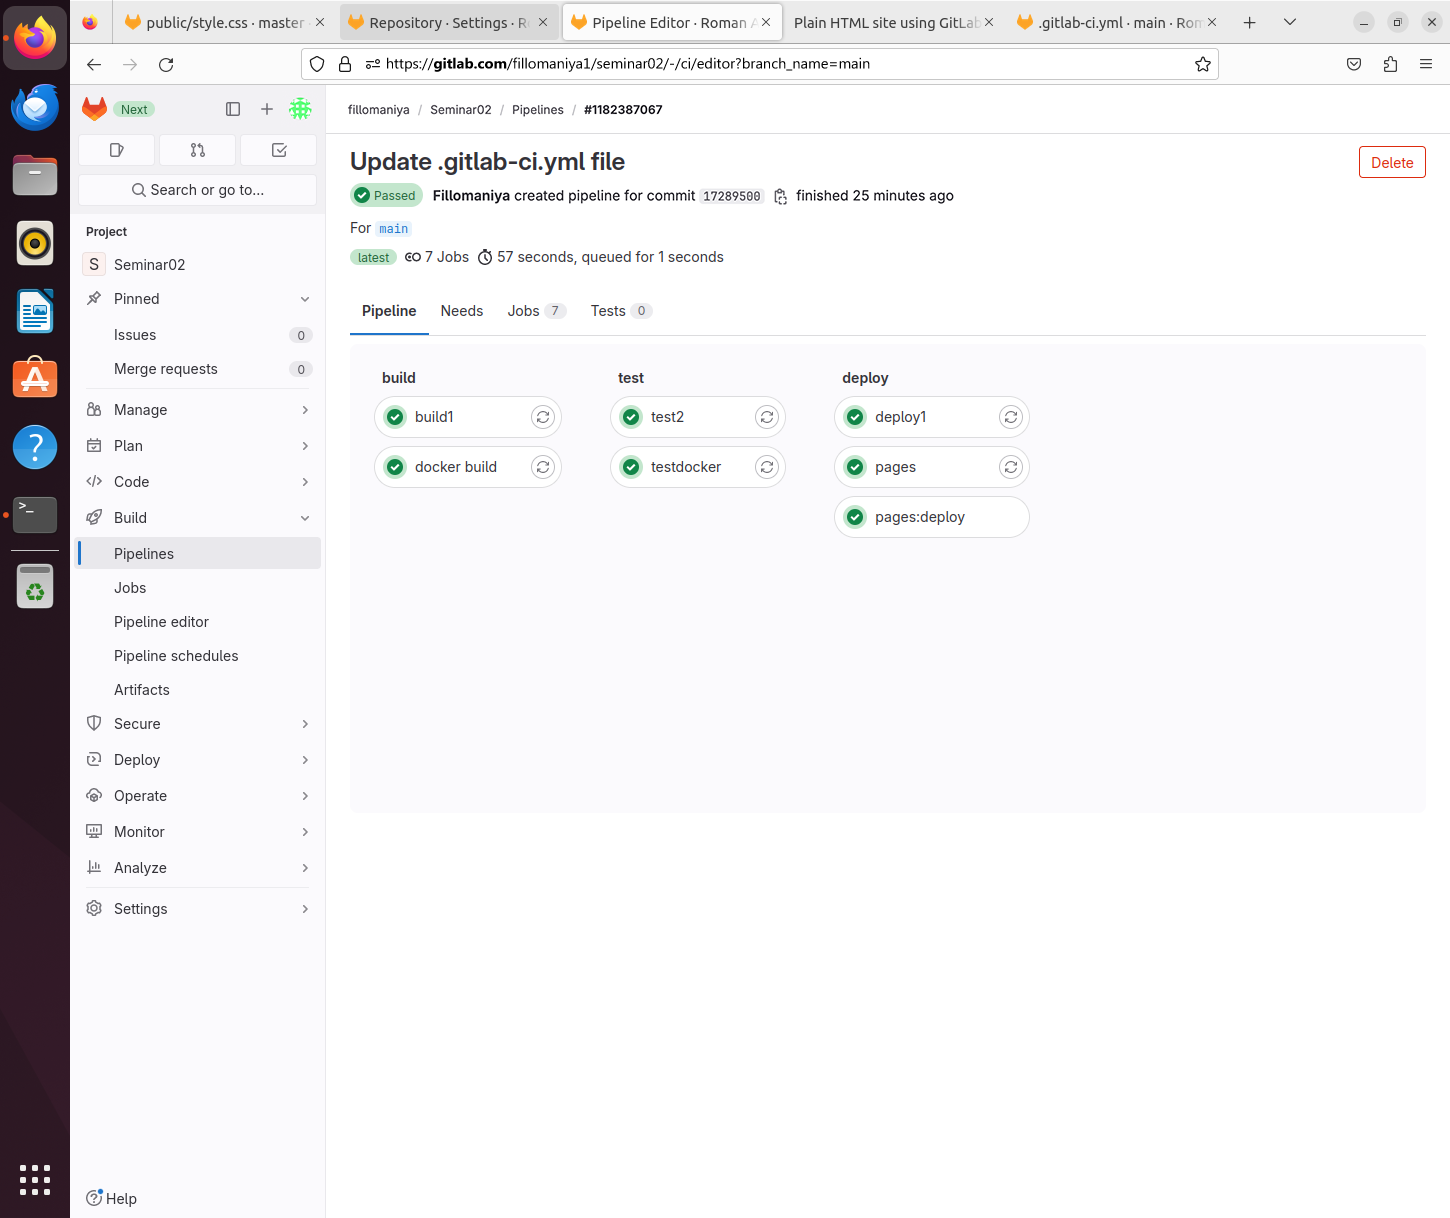 public/style.css · master
Repository · Settings · R
Pipeline Editor · Roman A
Plain HTML site using GitLab
.gitlab-ci.yml · main · Rom
https://gitlab.com/fillomaniya1/seminar02/-/ci/editor?branch_name=main
Next
fillomaniya / Seminar02 / Pipelines / #1182387067
Search or go to...
Project
S Seminar02
Pinned
Issues 0
Merge requests 0
Manage
Plan
Code
Build
Pipelines
Jobs
Pipeline editor
Pipeline schedules
Artifacts
Secure
Deploy
Operate
Monitor
Analyze
Settings
Help
Update .gitlab-ci.yml file
Delete
Passed Fillomaniya created pipeline for commit 17289500 finished 25 minutes ago
For main
latest 7 Jobs 57 seconds, queued for 1 seconds
Pipeline Needs Jobs 7 Tests 0
build
build1
docker build
test
test2
testdocker
deploy
deploy1
pages
pages:deploy